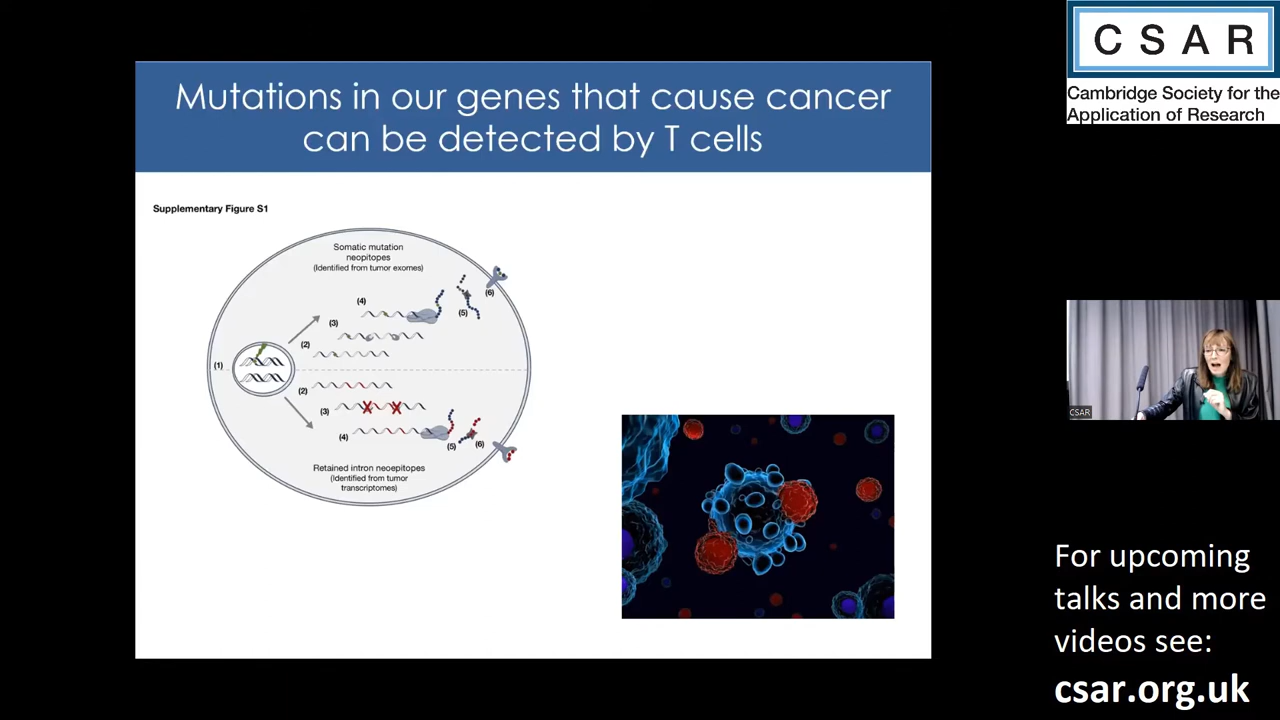 Mutations in our genes that cause cancer
can be detected by T cells
Supplementary Figure S1
Somatic mutation
neopitopes
(Identified from tumor exomes)
(6)
(4)
(5)
(3)
(2)
(1)
(2)
(3)
(4)
(5)
(6)
Retained intron neoepitopes
(Identified from tumor
transcriptomes)
C S A R
Cambridge Society for the
Application of Research
CSAR
For upcoming
talks and more
videos see:
csar.org.uk